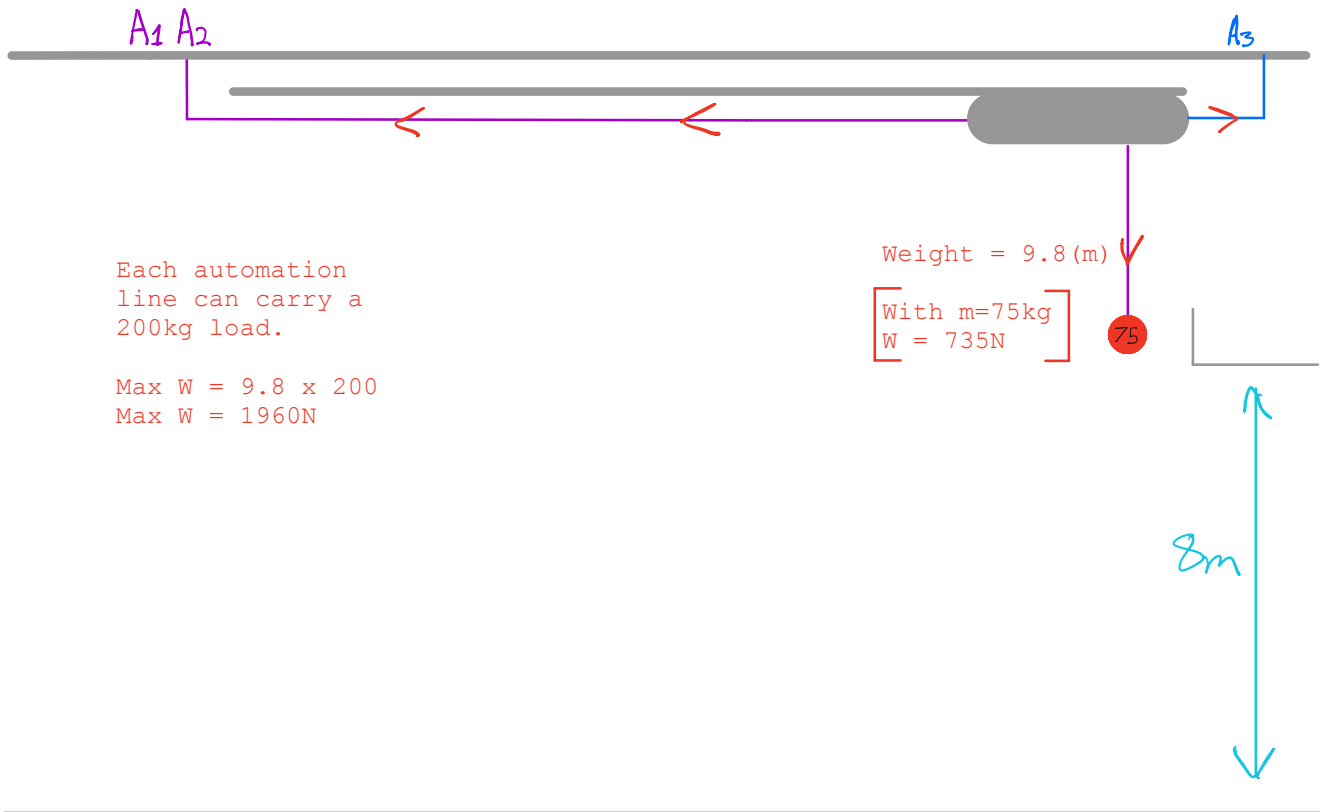 A1 A2
A3
Each automation
line can carry a
200kg load.
Max W = 9.8 x 200
Max W = 1960N
Weight = 9.8(m)
With m=75kg
W = 735N
75
8m